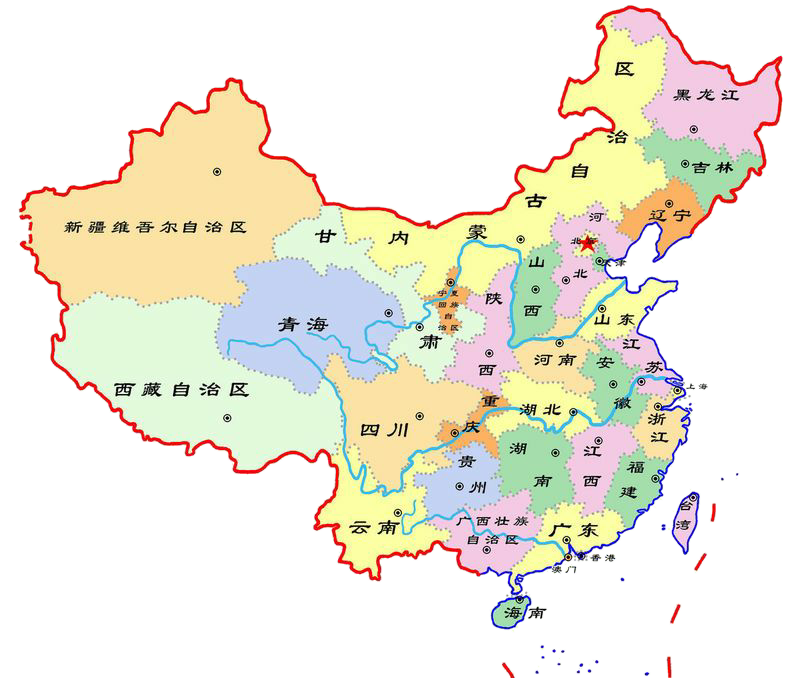 黑龙江
吉林
辽宁
内蒙古自治区
新疆维吾尔自治区
甘肃
青海
西藏自治区
宁夏
回族
自
治区
陕西
山西
河北
北京
天津
山东
河南
江苏
安徽
上海
浙江
湖北
重庆
四川
贵州
湖南
江西
福建
云南
广西壮族
自治区
广东
香港
澳门
海南
台湾